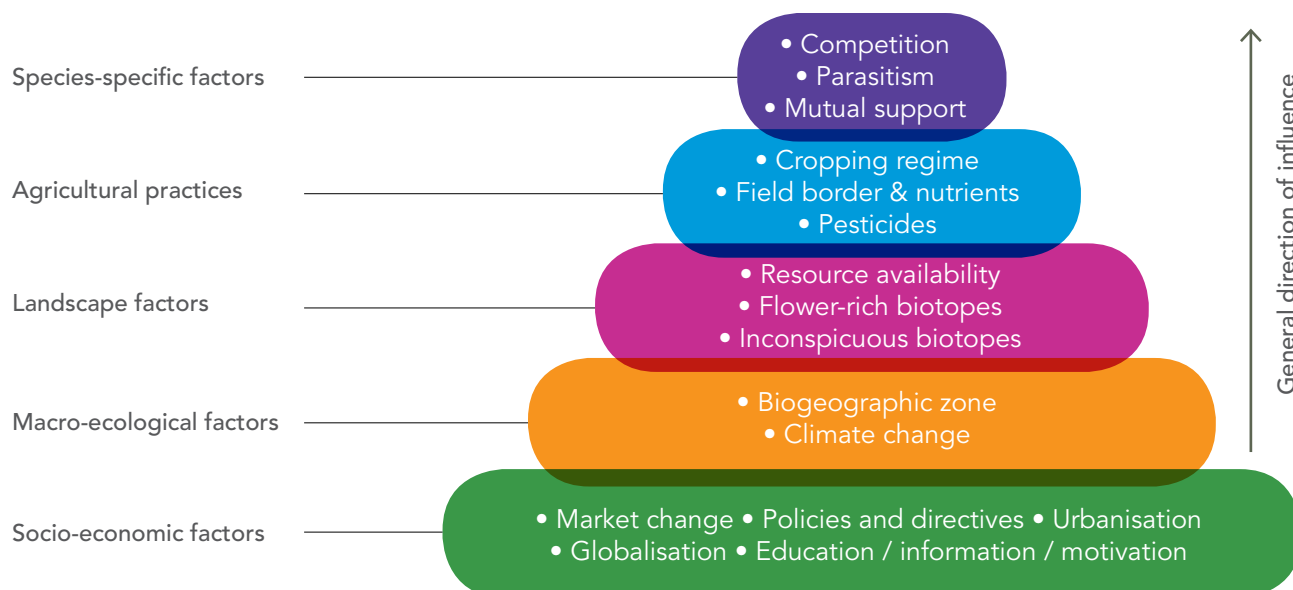 Species-specific factors
• Competition
• Parasitism
• Mutual support
Agricultural practices
• Cropping regime
• Field border & nutrients
• Pesticides
Landscape factors
• Resource availability
• Flower-rich biotopes
• Inconspicuous biotopes
Macro-ecological factors
• Biogeographic zone
• Climate change
Socio-economic factors
• Market change • Policies and directives • Urbanisation
• Globalisation • Education / information / motivation
General direction of influence